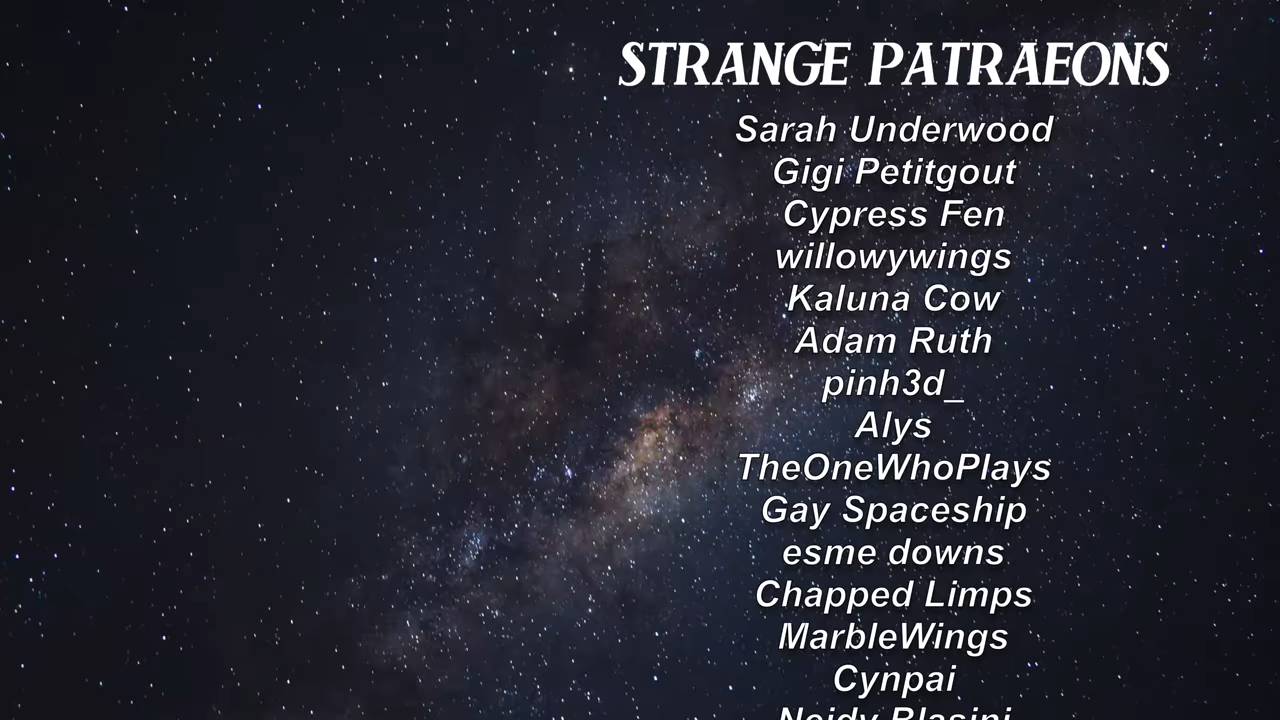 STRANGE PATRAEONS
Sarah Underwood
Gigi Petitgout
Cypress Fen
willowywings
Kaluna Cow
Adam Ruth
pinh3d_
Alys
TheOneWhoPlays
Gay Spaceship
esme downs
Chapped Limps
MarbleWings
Cynpai